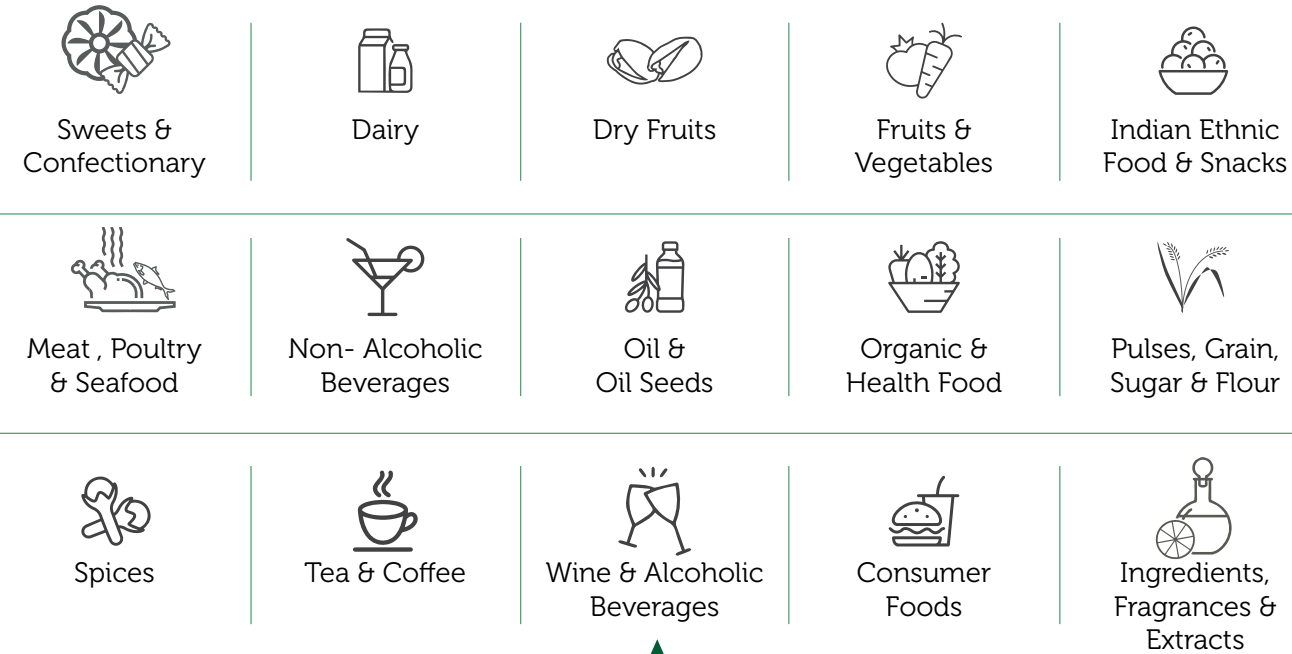 Sweets &
Confectionary
Dairy
Dry Fruits
Fruits &
Vegetables
Indian Ethnic
Food & Snacks
Meat , Poultry
& Seafood
Non- Alcoholic
Beverages
Oil &
Oil Seeds
Organic &
Health Food
Pulses, Grain,
Sugar & Flour
Spices
Tea & Coffee
Wine & Alcoholic
Beverages
Consumer
Foods
Ingredients,
Fragrances &
Extracts